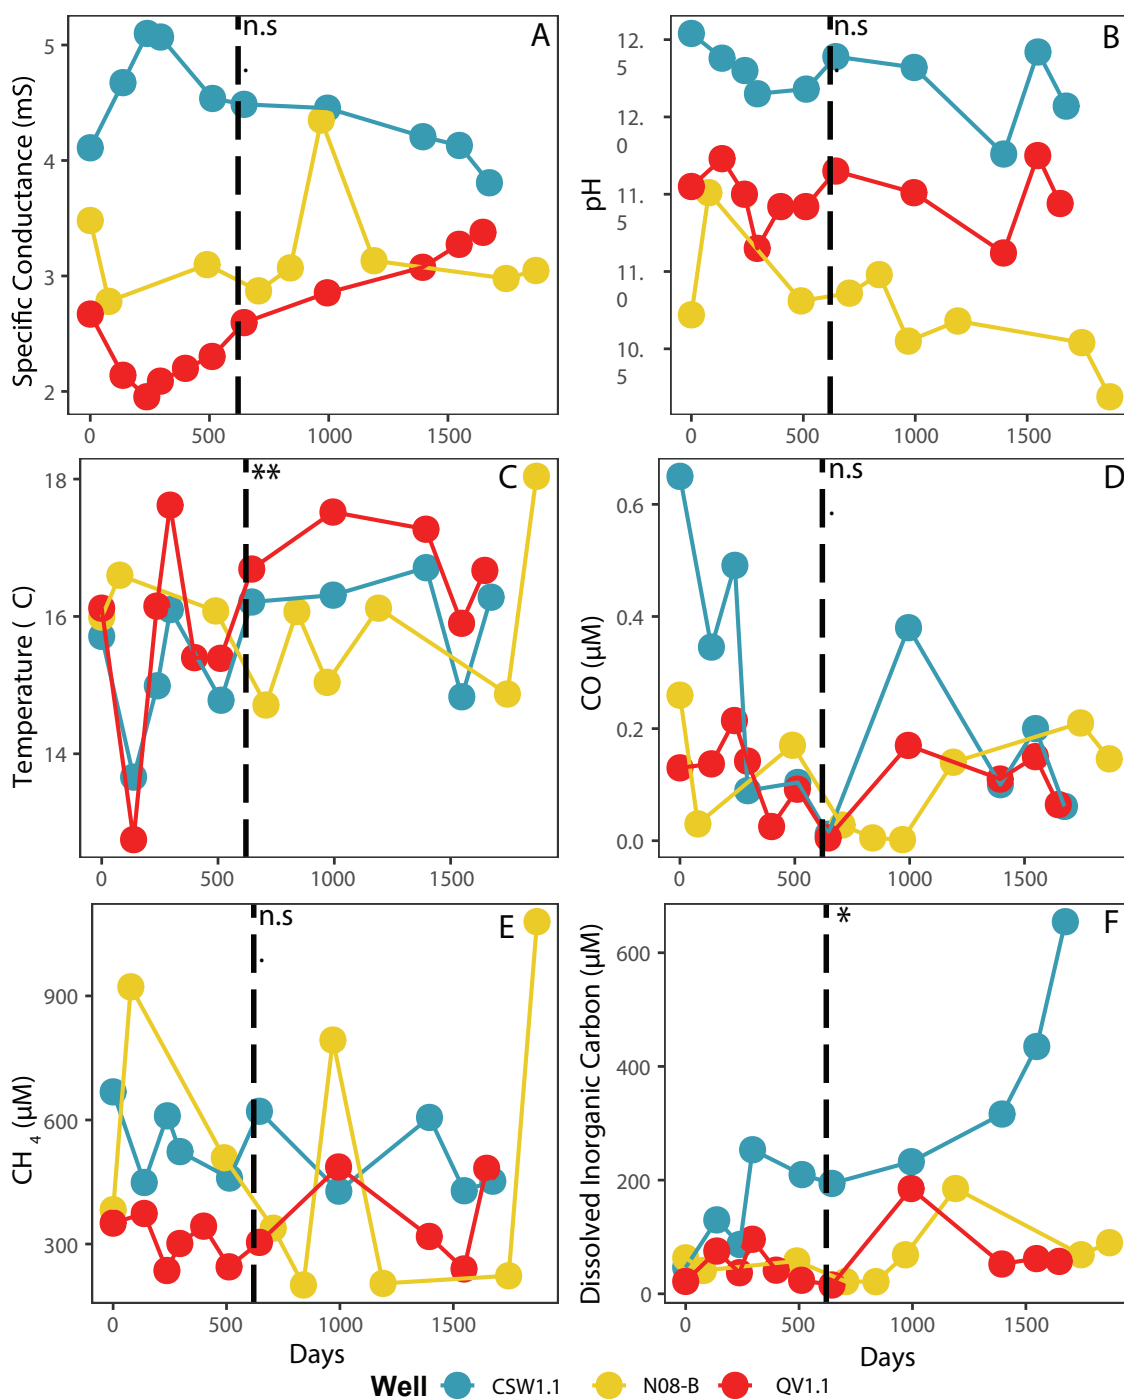 n.s
.
A
5
4
3
2
Specific Conductance (mS)
0 500 1000 1500
n.s
.
B
12.
5
12.
0
11.
5
11.
0
10.
5
pH
0 500 1000 1500
**
C
18
16
14
Temperature ( C)
0 500 1000 1500
n.s
.
D
0.6
0.4
0.2
0.0
CO (µM)
0 500 1000 1500
n.s
.
E
900
600
300
CH 4 (µM)
0 500 1000 1500
Days
*
F
600
400
200
0
Dissolved Inorganic Carbon (µM)
0 500 1000 1500
Days
Well CSW1.1 N08-B QV1.1